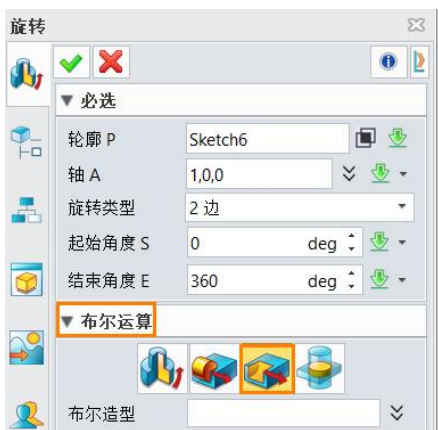 旋转
必选
轮廓 P Sketch6
轴 A 1,0,0
旋转类型 2 边
起始角度 S 0 deg
结束角度 E 360 deg
布尔运算
布尔造型